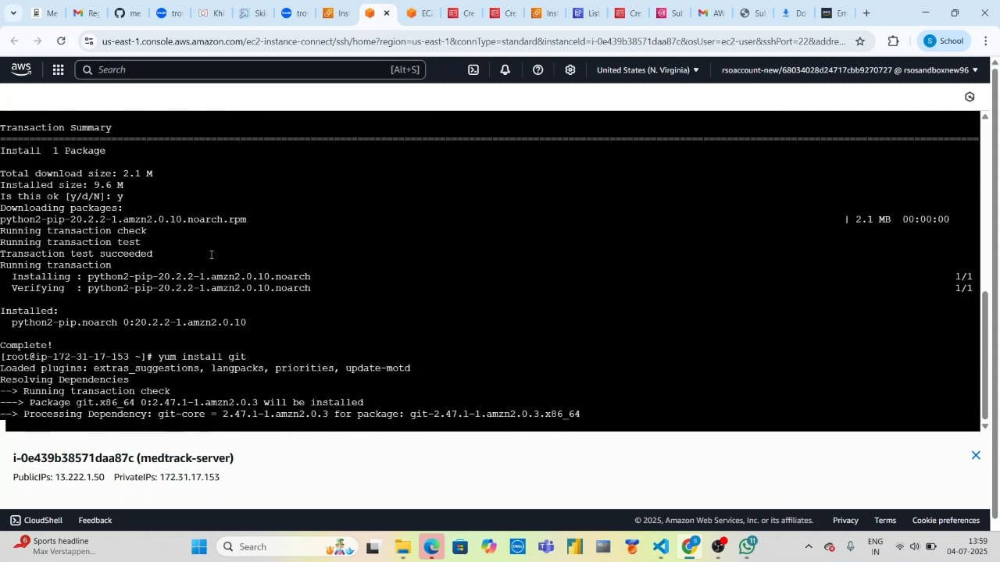 Me
Reg
me
tro
Khi
Ski
tro
Ins
EC
Cre
Cre
Ins
List
Cre
Sul
AW
Sul
Do
Err
us-east-1.console.aws.amazon.com/ec2-instance-connect/ssh/home?region=us-east-1&connType=standard&instanceId=i-0e439b38571daa87c&osUser=ec2-user&sshPort=22&addre...
S School
aws
Search [Alt+S]
United States (N. Virginia)
rsoaccount-new/68034028d24717cbb9270727 @ rsosandboxnew96
Transaction Summary
Install 1 Package
Total download size: 2.1 M
Installed size: 9.6 M
Is this ok [y/d/N]: y
Downloading packages:
python2-pip-20.2.2-1.amzn2.0.10.noarch.rpm | 2.1 MB 00:00:00
Running transaction check
Running transaction test
Transaction test succeeded
Running transaction
Installing : python2-pip-20.2.2-1.amzn2.0.10.noarch 1/1
Verifying : python2-pip-20.2.2-1.amzn2.0.10.noarch 1/1
Installed:
python2-pip.noarch 0:20.2.2-1.amzn2.0.10
Complete!
[root@ip-172-31-17-153 ~]# yum install git
Loaded plugins: extras_suggestions, langpacks, priorities, update-motd
Resolving Dependencies
--> Running transaction check
---> Package git.x86_64 0:2.47.1-1.amzn2.0.3 will be installed
--> Processing Dependency: git-core = 2.47.1-1.amzn2.0.3 for package: git-2.47.1-1.amzn2.0.3.x86_64
i-0e439b38571daa87c (medtrack-server)
PublicIPs: 13.222.1.50 PrivateIPs: 172.31.17.153
CloudShell Feedback © 2025, Amazon Web Services, Inc. or its affiliates. Privacy Terms Cookie preferences
6
Sports headline
Max Verstappen...
Search
DELL
5
11
ENG
IN
13:59
04-07-2025